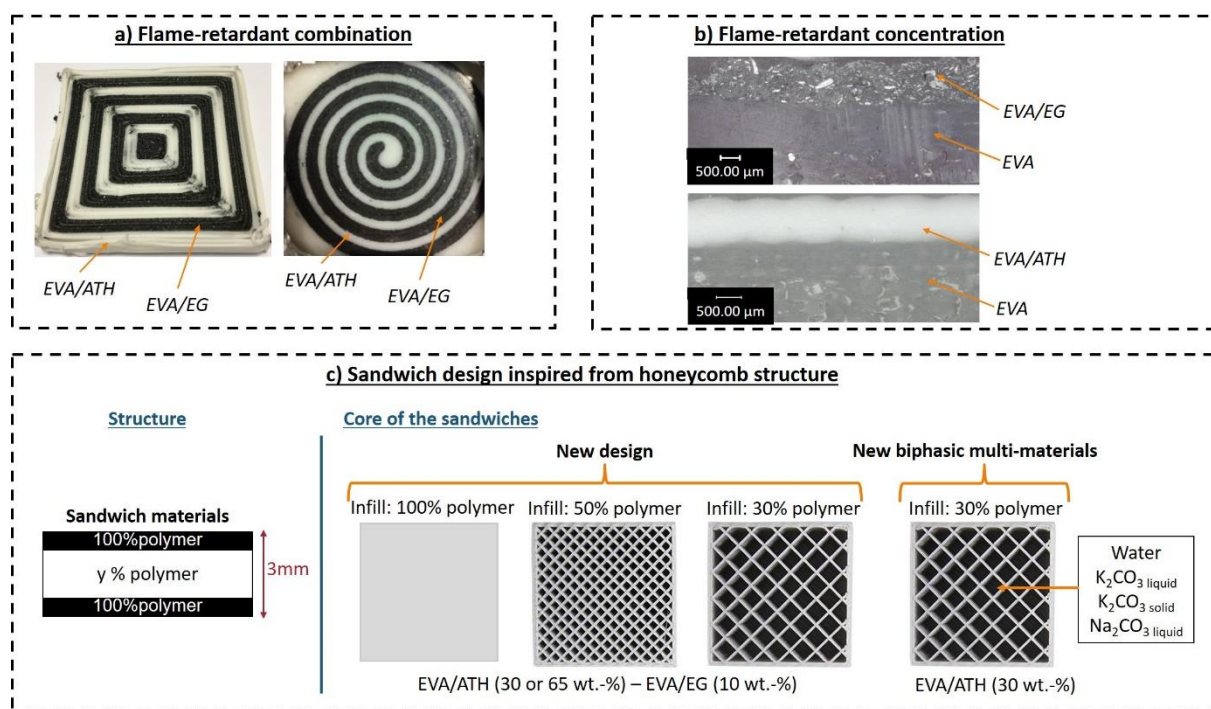 a) Flame-retardant combination
EVA/ATH
EVA/EG
EVA/ATH
EVA/EG
b) Flame-retardant concentration
500.00 µm
EVA/EG
EVA
500.00 µm
EVA/ATH
EVA
c) Sandwich design inspired from honeycomb structure
Structure
Sandwich materials
100%polymer
y % polymer
100%polymer
3mm
Core of the sandwiches
New design
Infill: 100% polymer
Infill: 50% polymer
Infill: 30% polymer
EVA/ATH (30 or 65 wt.-%) – EVA/EG (10 wt.-%)
New biphasic multi-materials
Infill: 30% polymer
Water
K₂CO₃ liquid
K₂CO₃ solid
Na₂CO₃ liquid
EVA/ATH (30 wt.-%)